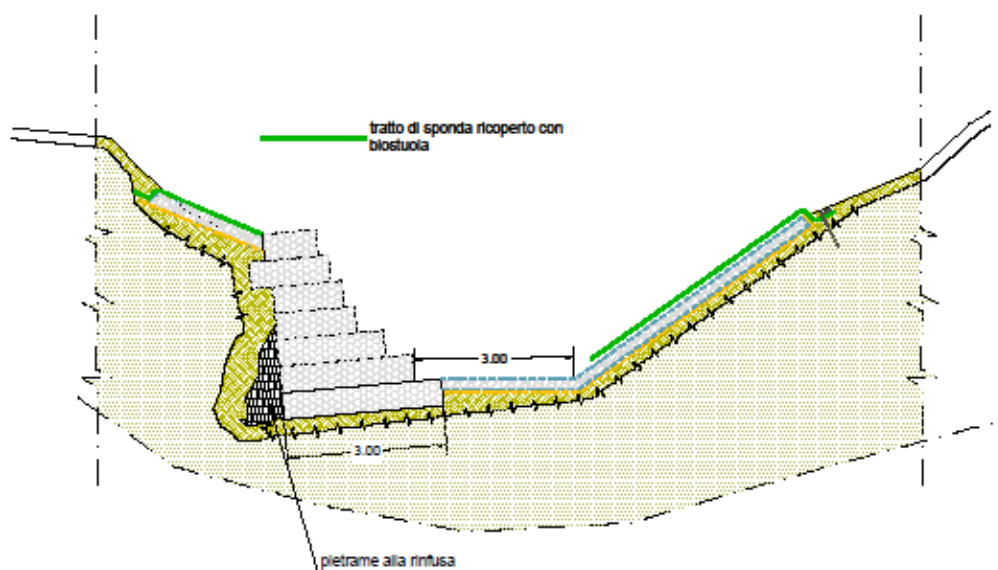 tratto di sponda ricoperto con
biostuoia
3.00
3.00
pietrame alla rinfusa